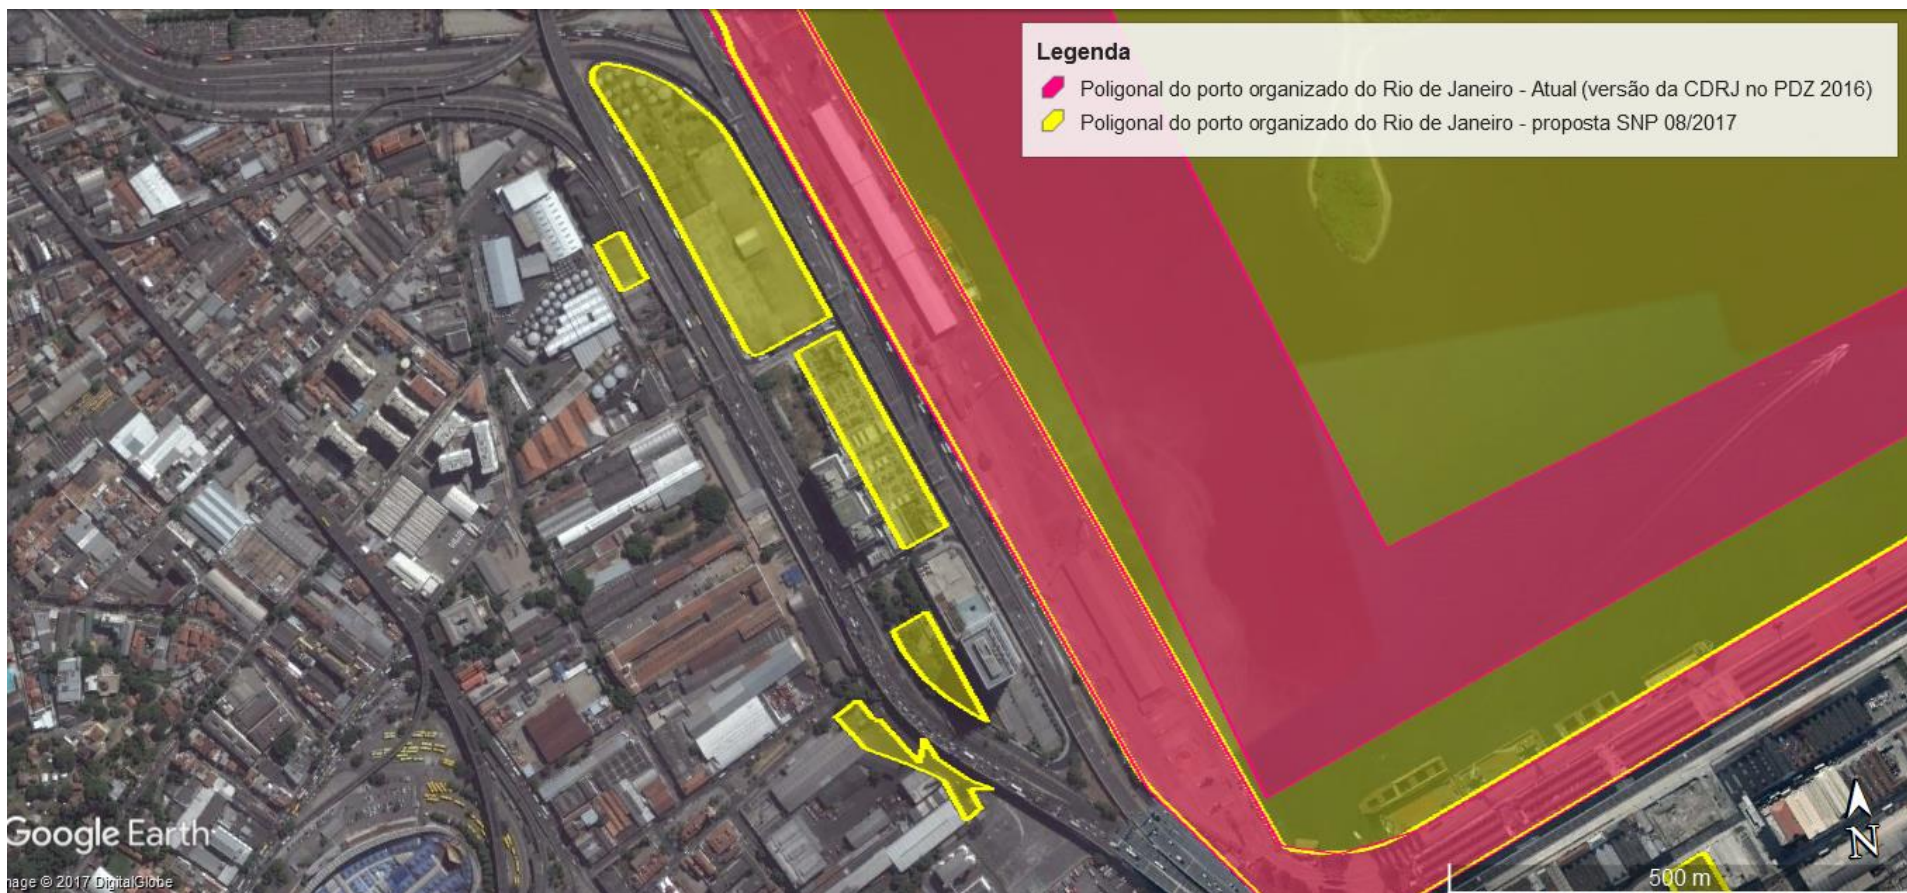 Legenda
Poligonal do porto organizado do Rio de Janeiro - Atual (versão da CDRJ no PDZ 2016)
Poligonal do porto organizado do Rio de Janeiro - proposta SNP 08/2017
Google Earth
nage © 2017 DigitalGlobe
N
500 m